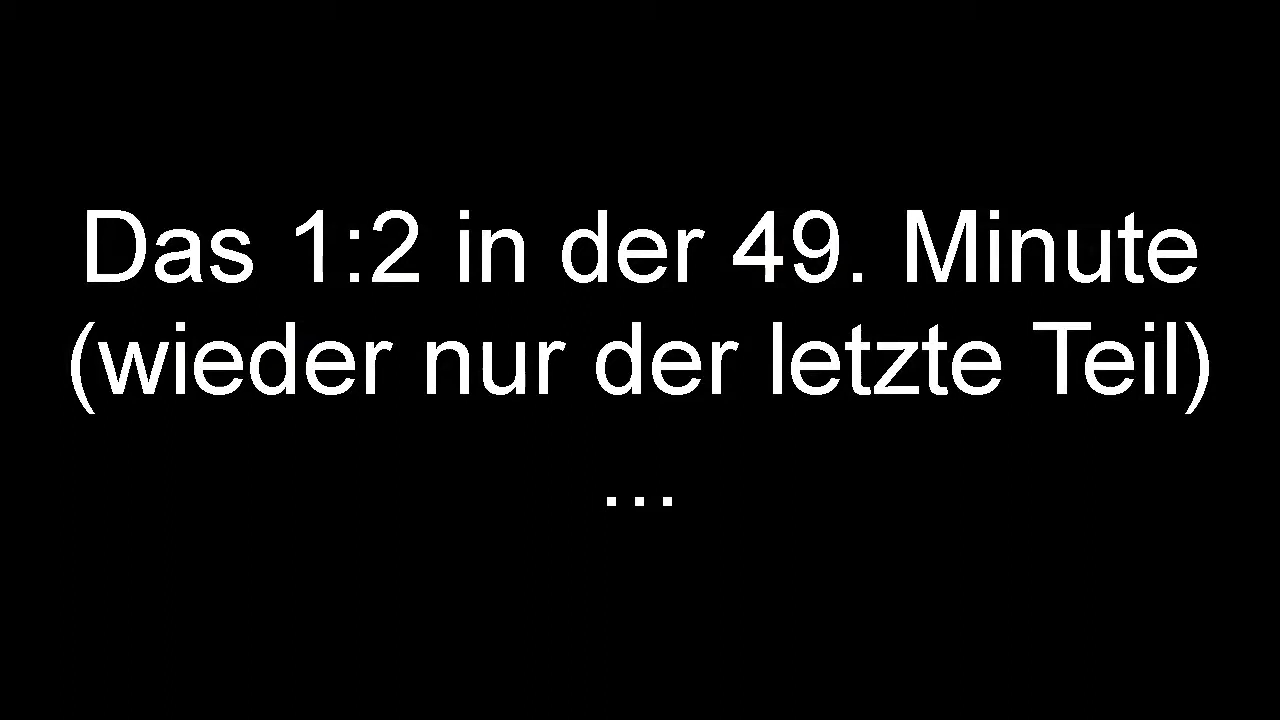 Das 1:2 in der 49. Minute
(wieder nur der letzte Teil)
...